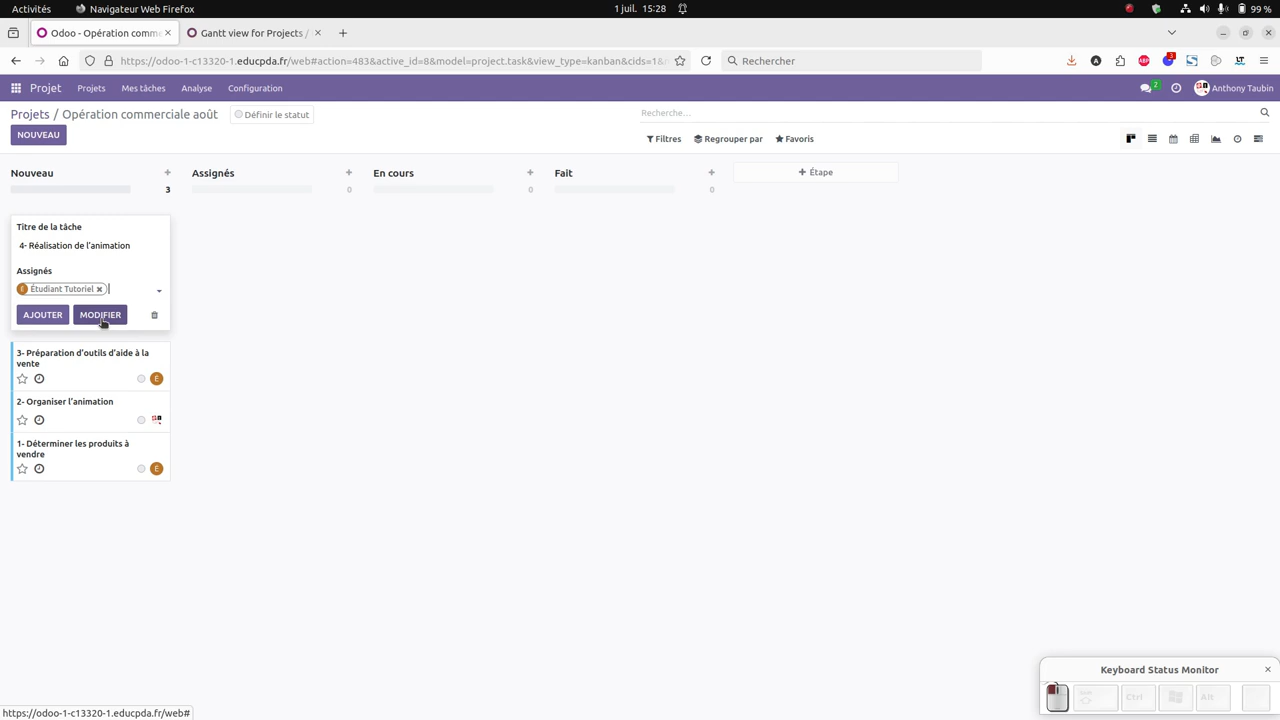 Activités
Navigateur Web Firefox
1 juil. 15:28
99 %
Odoo - Opération comme
Gantt view for Projects /
https://odoo-1-c13320-1.educpda.fr/web#action=483&active_id=8&model=project.task&view_type=kanban&cids=1&
Rechercher
3
Projet
Projets
Mes tâches
Analyse
Configuration
2
Anthony Taubin
Projets / Opération commerciale août
Définir le statut
Recherche...
NOUVEAU
Filtres
Regrouper par
Favoris
Nouveau
3
Assignés
0
En cours
0
Fait
0
Étape
Titre de la tâche
4- Réalisation de l'animation
Assignés
É Étudiant Tutoriel
AJOUTER
MODIFIER
3- Préparation d'outils d'aide à la
vente
É
2- Organiser l'animation
1- Déterminer les produits à
vendre
É
Keyboard Status Monitor
Ctrl
Alt
https://odoo-1-c13320-1.educpda.fr/web#